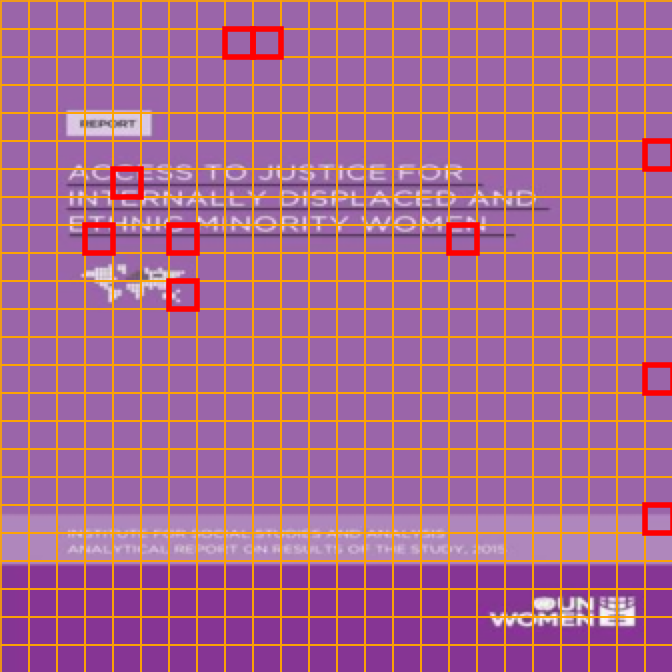 REPORT
ACCESS TO JUSTICE FOR
INTERNALLY DISPLACED AND
ETHNIC MINORITY WOMEN
INSTITUTE FOR SOCIAL STUDIES AND ANALYSIS
ANALYTICAL REPORT ON RESULTS OF THE STUDY, 2015
UN
WOMEN